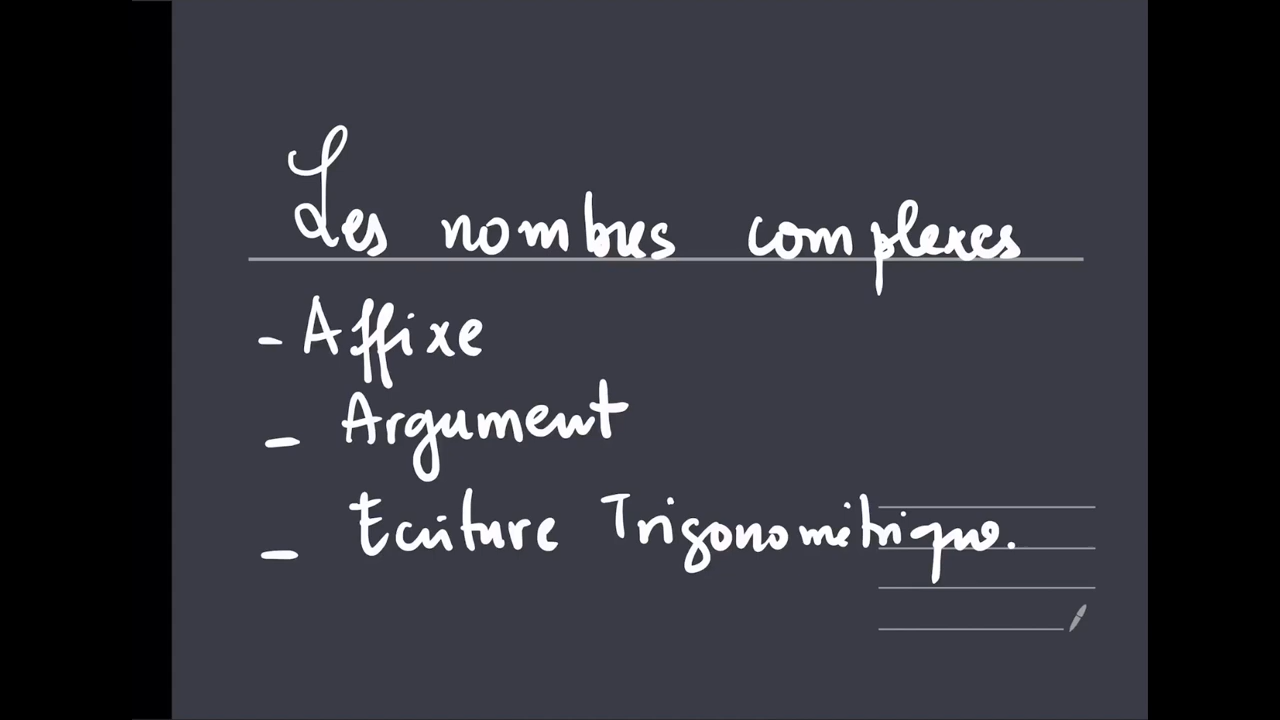 Les nombres complexes
- Affixe
- Argument
- Ecriture Trigonométrique.